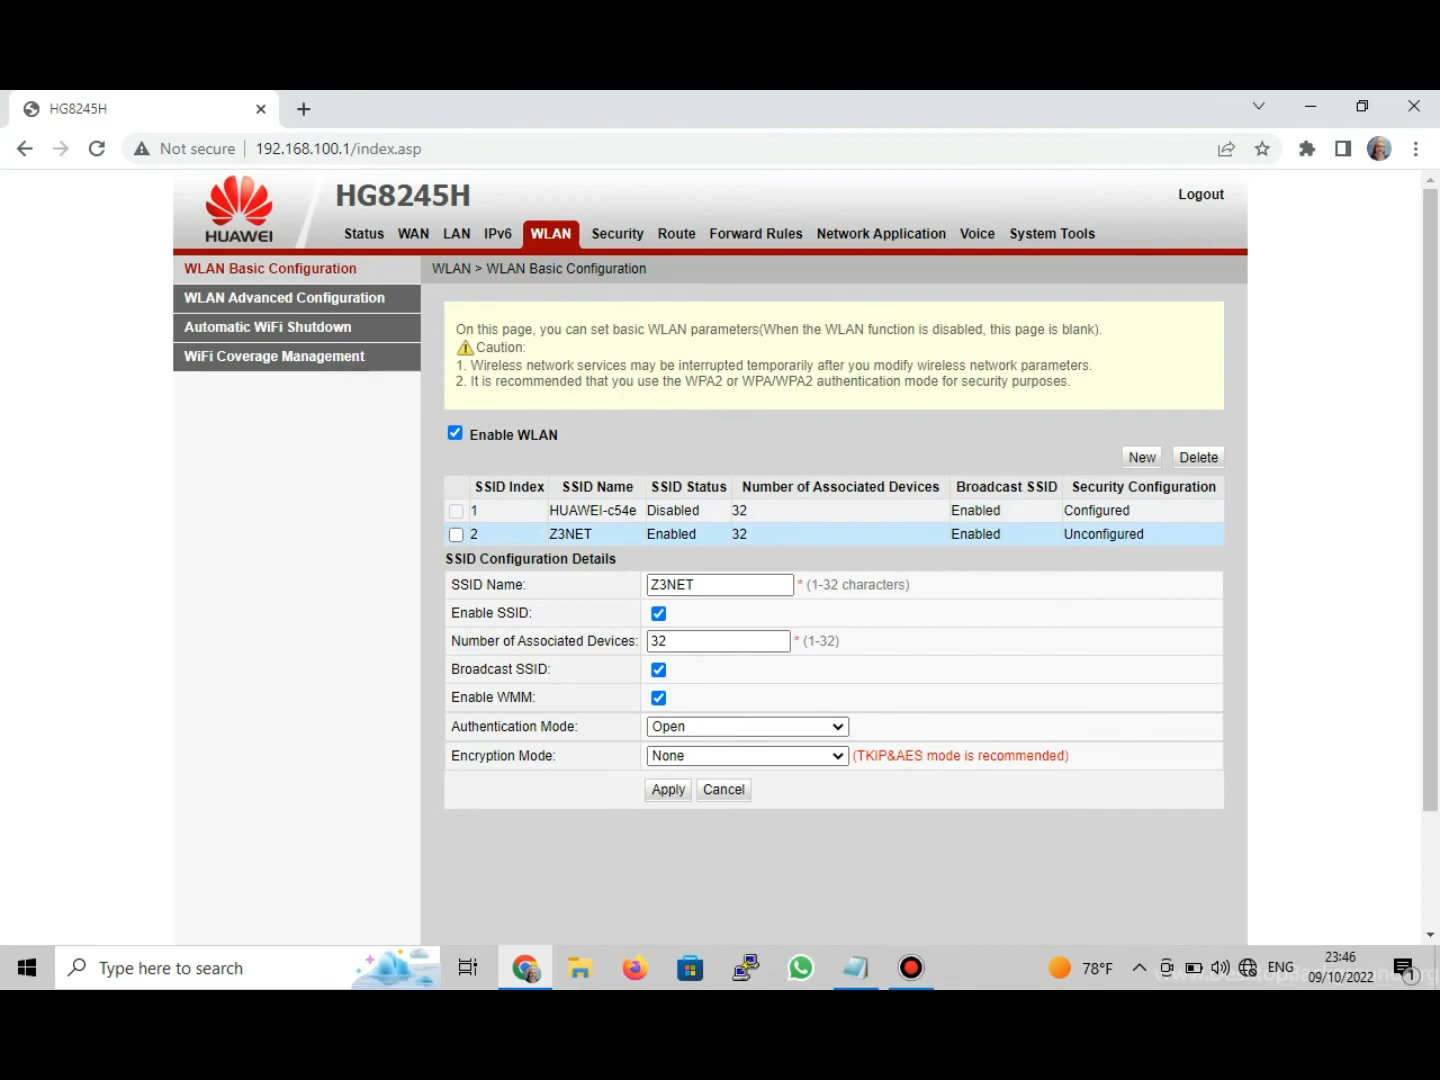 HG8245H
Not secure
192.168.100.1/index.asp
HUAWEI
HG8245H
Logout
Status WAN LAN IPv6 WLAN Security Route Forward Rules Network Application Voice System Tools
WLAN Basic Configuration
WLAN > WLAN Basic Configuration
WLAN Advanced Configuration
Automatic WiFi Shutdown
WiFi Coverage Management
On this page, you can set basic WLAN parameters(When the WLAN function is disabled, this page is blank).
Caution:
1. Wireless network services may be interrupted temporarily after you modify wireless network parameters.
2. It is recommended that you use the WPA2 or WPA/WPA2 authentication mode for security purposes.
Enable WLAN
New Delete
SSID Index SSID Name SSID Status Number of Associated Devices Broadcast SSID Security Configuration
1 HUAWEI-c54e Disabled 32 Enabled Configured
2 Z3NET Enabled 32 Enabled Unconfigured
SSID Configuration Details
SSID Name: Z3NET * (1-32 characters)
Enable SSID:
Number of Associated Devices: 32 * (1-32)
Broadcast SSID:
Enable WMM:
Authentication Mode: Open
Encryption Mode: None (TKIP&AES mode is recommended)
Apply Cancel
Type here to search
78°F
ENG
23:46
09/10/2022
1